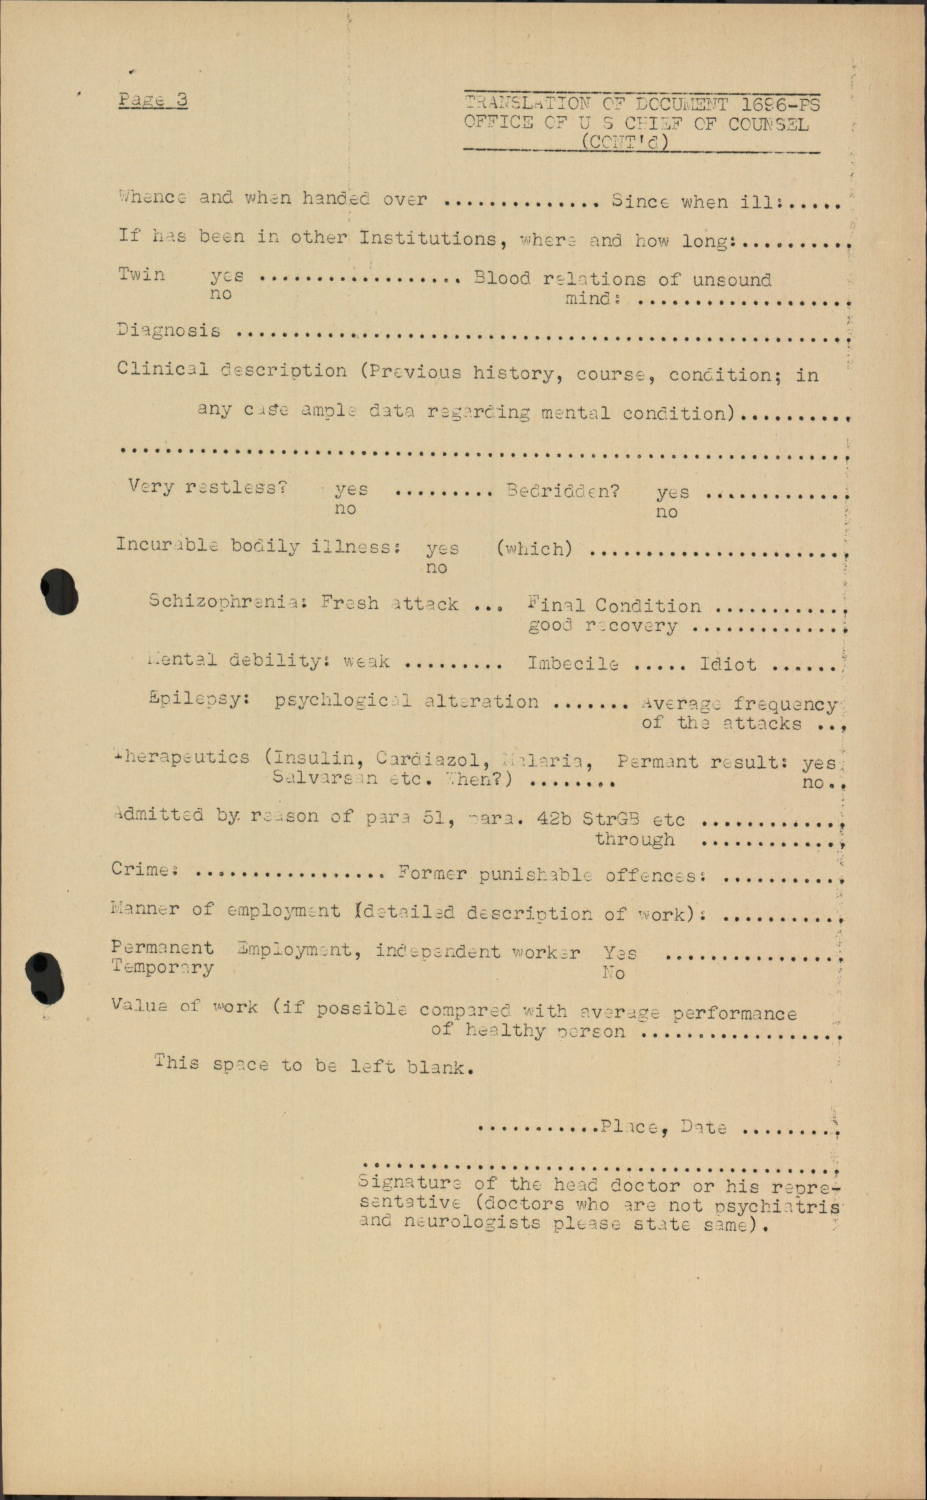 Page 3
TRANSLATION OF DOCUMENT 1696-PS
OFFICE OF U S CHIEF OF COUNSEL
(CONT'd)
Whence and when handed over .............. Since when ill:.....
If has been in other Institutions, where and how long:..........
Twin yes .................. Blood relations of unsound
no mind: ...................
Diagnosis ......................................................
Clinical description (Previous history, course, condition; in
any case ample data regarding mental condition)..........
................................................................
Very restless? yes ......... Bedridden? yes .............
no no
Incurable bodily illness: yes (which) .......................
no
Schizophrenia: Fresh attack ... Final Condition ............
good recovery ..............
Mental debility: weak ......... Imbecile ..... Idiot ......
Epilepsy: psychlogical alteration ....... Average frequency
of the attacks ...
Therapeutics (Insulin, Cardiazol, Malaria, Permant result: yes
Salvarsan etc. When?) ........ no..
Admitted by reason of para 51, para. 42b StrGB etc .............
through .............
Crime: ................. Former punishable offences: ...........
Manner of employment (detailed description of work): ...........
Permanent Employment, independent worker Yes ................
Temporary No
Value of work (if possible compared with average performance
of healthy person ..................
This space to be left blank.
...........Place, Date .........
..........................................
Signature of the head doctor or his repre-
sentative (doctors who are not psychiatris
and neurologists please state same).